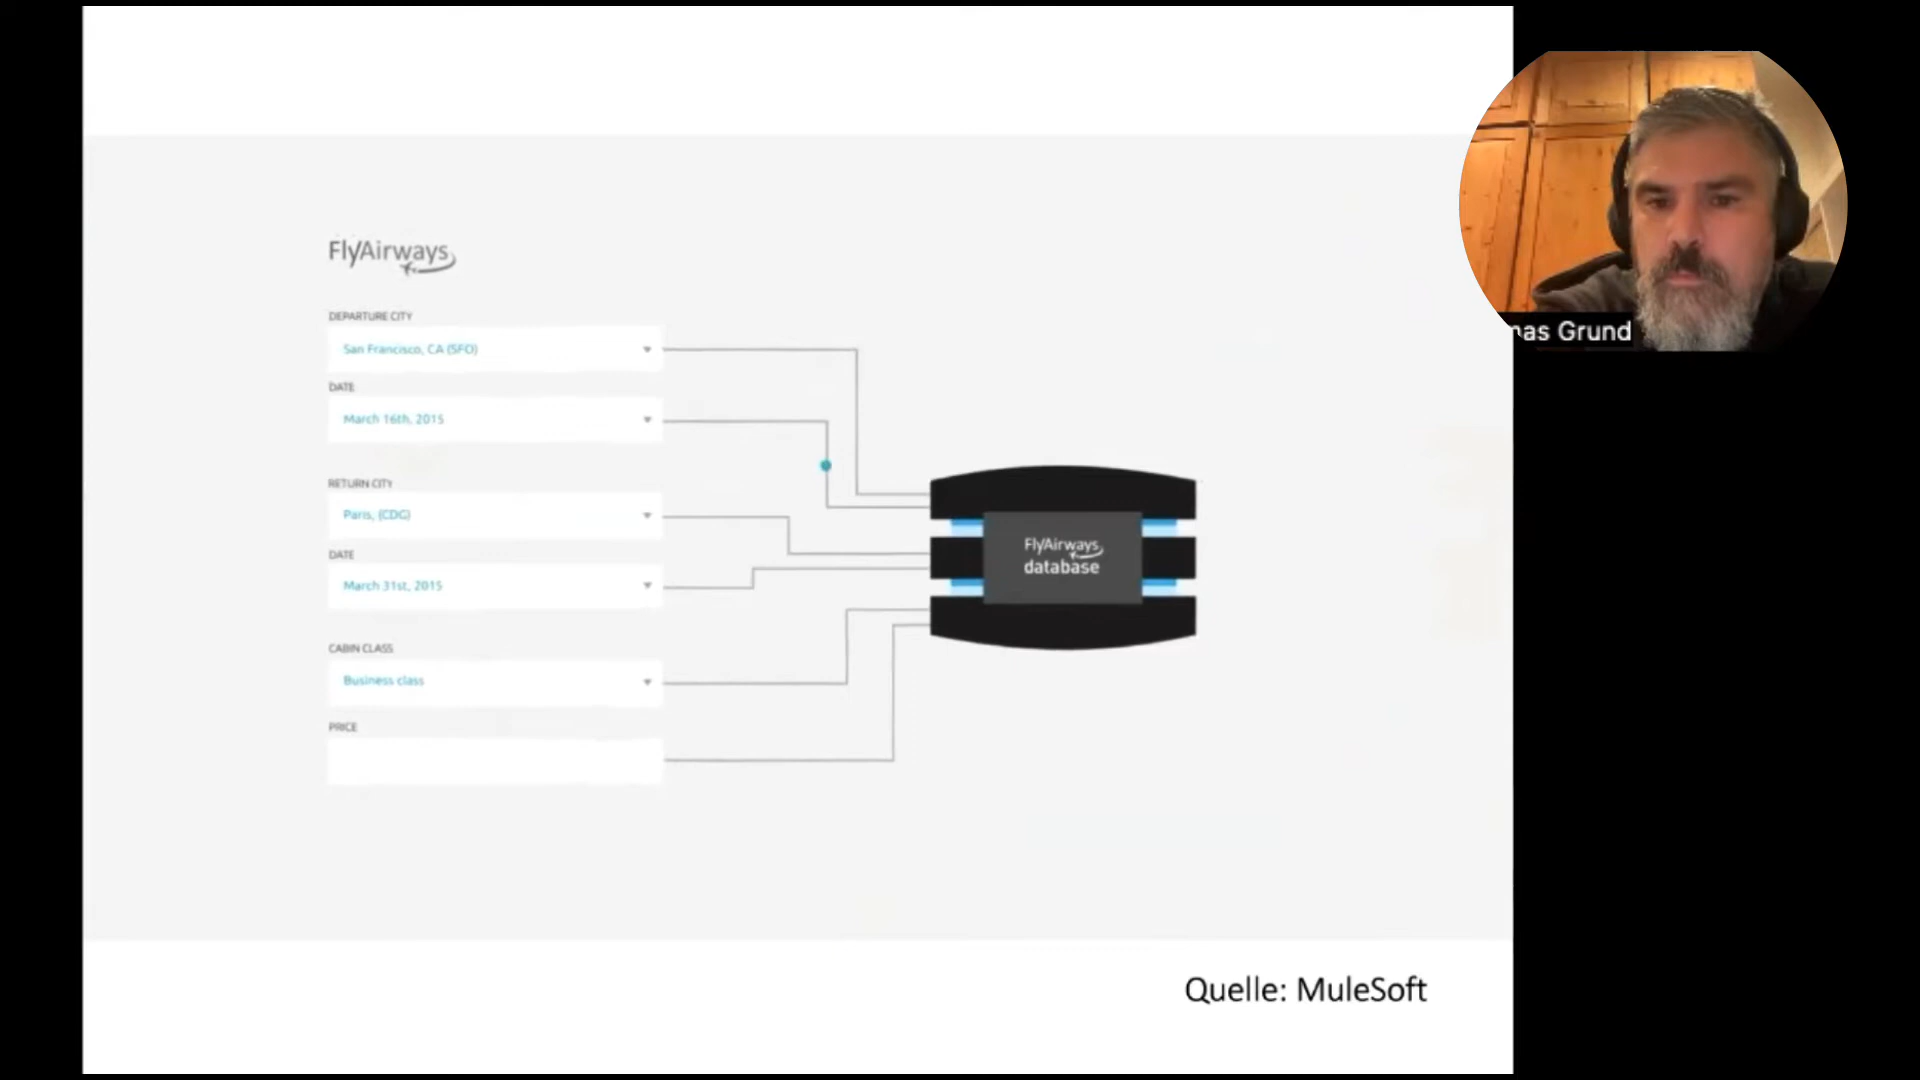 FlyAirways
DEPARTURE CITY
San Francisco, CA (SFO)
DATE
March 16th, 2015
RETURN CITY
Paris, (CDG)
DATE
March 31st, 2015
CABIN CLASS
Business class
PRICE
FlyAirways
database
Quelle: MuleSoft
mas Grund